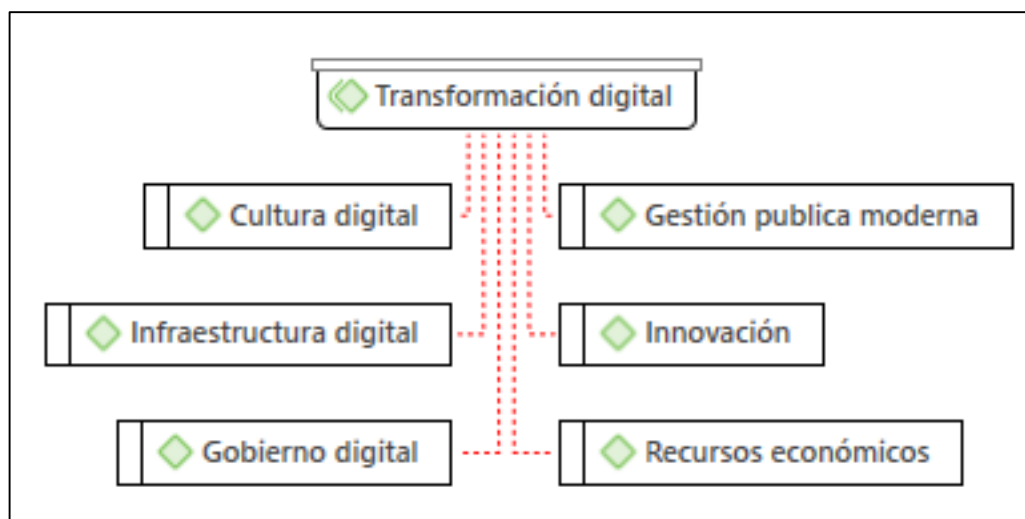 Transformación digital
Cultura digital
Gestión publica moderna
Infraestructura digital
Innovación
Gobierno digital
Recursos económicos